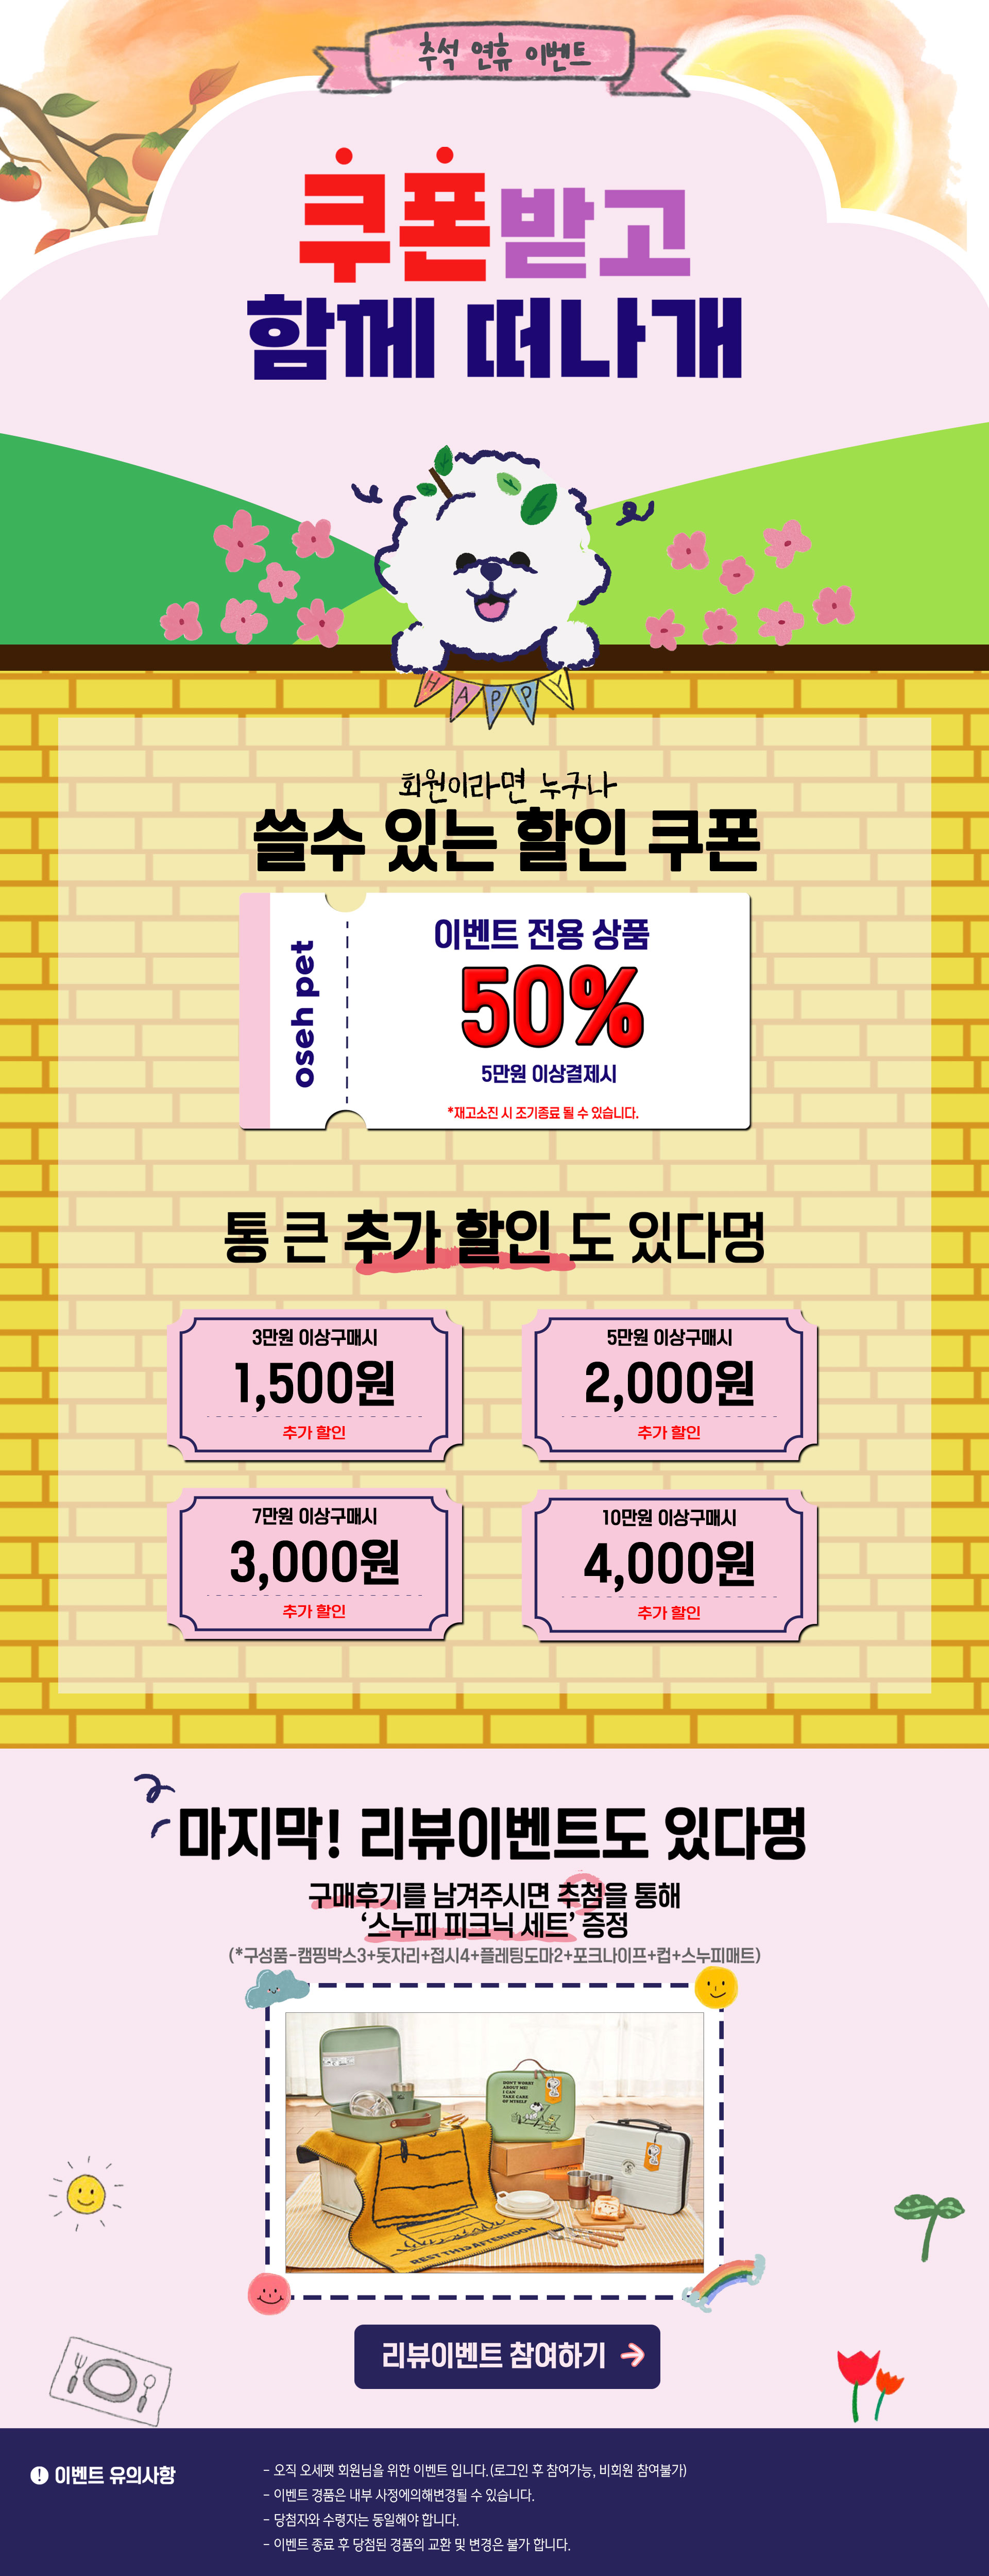 추석 연휴 이벤트
쿠폰받고
함께 떠나개
HAPPY
회원이라면 누구나
쓸수 있는 할인 쿠폰
oseh pet
이벤트 전용 상품
50%
5만원 이상결제시
*재고소진 시 조기종료 될 수 있습니다.
통 큰 추가 할인 도 있다멍
3만원 이상구매시
1,500원
추가 할인
5만원 이상구매시
2,000원
추가 할인
7만원 이상구매시
3,000원
추가 할인
10만원 이상구매시
4,000원
추가 할인
마지막! 리뷰이벤트도 있다멍
구매후기를 남겨주시면 추첨을 통해
‘스누피 피크닉 세트’ 증정
(*구성품-캠핑박스3+돗자리+접시4+플레팅도마2+포크나이프+컵+스누피매트)
DON'T WORRY
ABOUT ME!
I CAN
TAKE CARE
OF MYSELF
REST THIS AFTERNOON
리뷰이벤트 참여하기
! 이벤트 유의사항
- 오직 오세펫 회원님을 위한 이벤트 입니다.(로그인 후 참여가능, 비회원 참여불가)
- 이벤트 경품은 내부 사정에의해변경될 수 있습니다.
- 당첨자와 수령자는 동일해야 합니다.
- 이벤트 종료 후 당첨된 경품의 교환 및 변경은 불가 합니다.